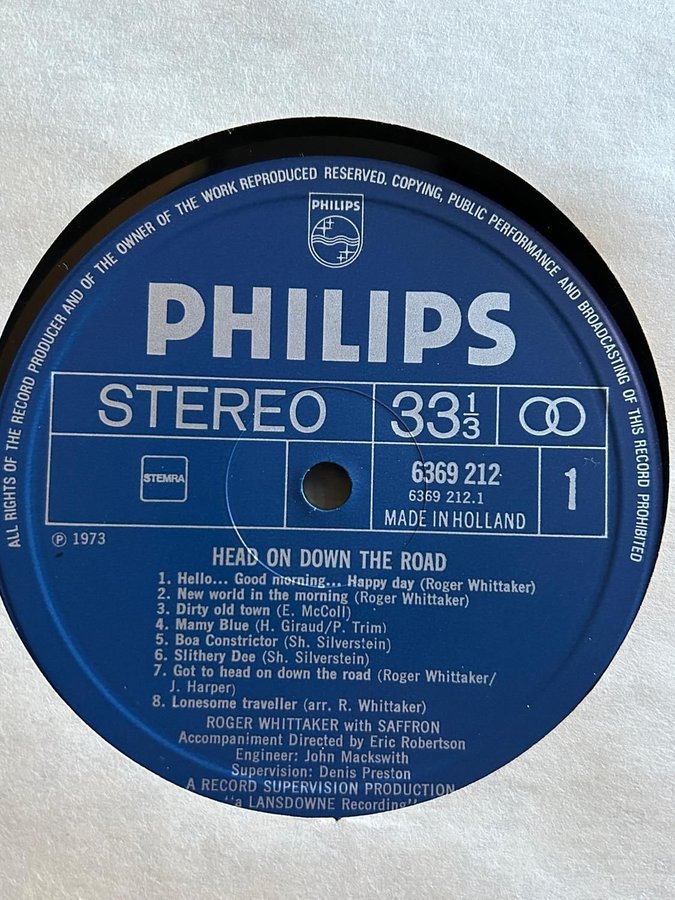 ALL RIGHTS OF THE RECORD PRODUCER AND OF THE OWNER OF THE WORK REPRODUCED RESERVED. COPYING, PUBLIC PERFORMANCE AND BROADCASTING OF THIS RECORD PROHIBITED
PHILIPS
PHILIPS
STEREO 33 1/3
STEMRA
6369 212
6369 212.1
MADE IN HOLLAND
1
℗ 1973
HEAD ON DOWN THE ROAD
1. Hello... Good morning... Happy day (Roger Whittaker)
2. New world in the morning (Roger Whittaker)
3. Dirty old town (E. McColl)
4. Mamy Blue (H. Giraud/P. Trim)
5. Boa Constrictor (Sh. Silverstein)
6. Slithery Dee (Sh. Silverstein)
7. Got to head on down the road (Roger Whittaker/
J. Harper)
8. Lonesome traveller (arr. R. Whittaker)
ROGER WHITTAKER with SAFFRON
Accompaniment Directed by Eric Robertson
Engineer: John Mackswith
Supervision: Denis Preston
A RECORD SUPERVISION PRODUCTION
"a LANSDOWNE Recording"